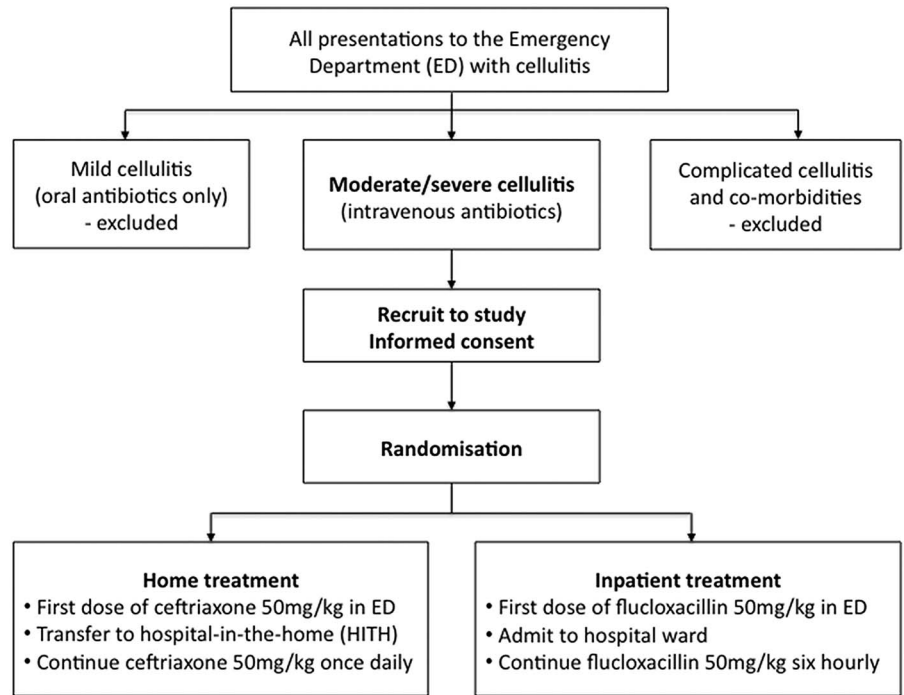 All presentations to the Emergency
Department (ED) with cellulitis
Mild cellulitis
(oral antibiotics only)
- excluded
Moderate/severe cellulitis
(intravenous antibiotics)
Complicated cellulitis
and co-morbidities
- excluded
Recruit to study
Informed consent
Randomisation
Home treatment
• First dose of ceftriaxone 50mg/kg in ED
• Transfer to hospital-in-the-home (HITH)
• Continue ceftriaxone 50mg/kg once daily
Inpatient treatment
• First dose of flucloxacillin 50mg/kg in ED
• Admit to hospital ward
• Continue flucloxacillin 50mg/kg six hourly